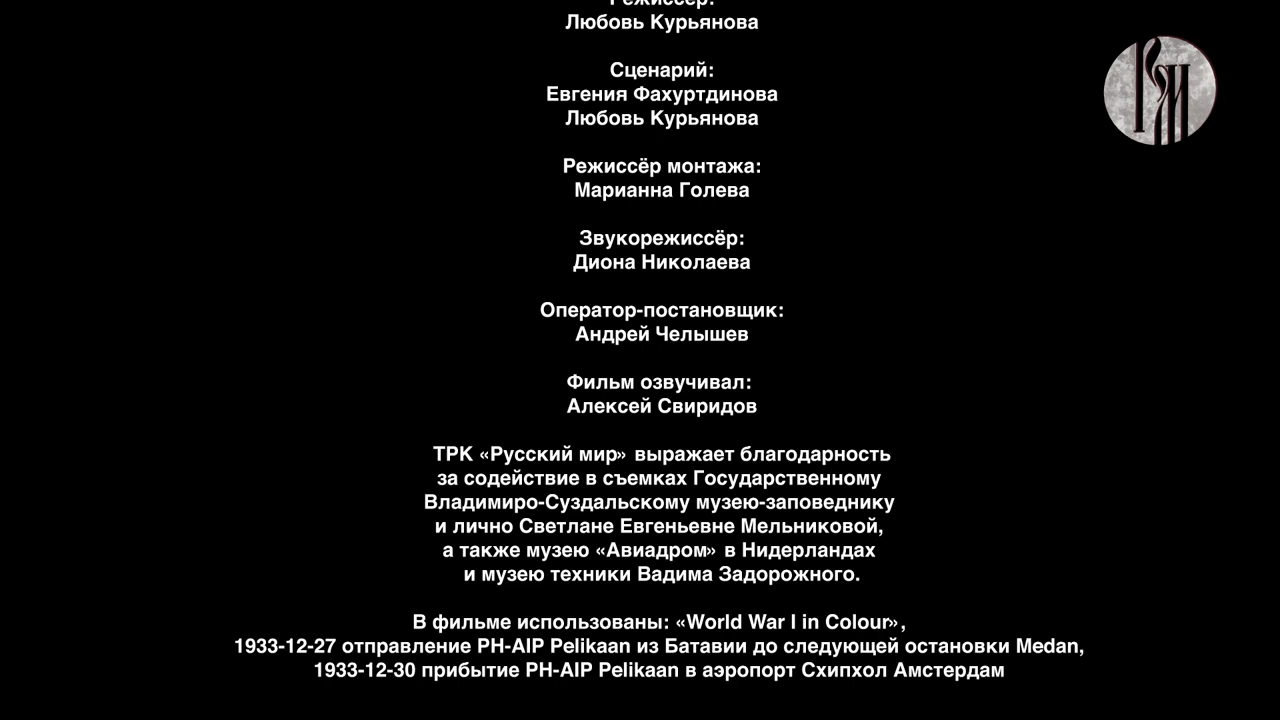 Режиссёр:
Любовь Курьянова
Сценарий:
Евгения Фахуртдинова
Любовь Курьянова
Режиссёр монтажа:
Марианна Голева
Звукорежиссёр:
Диона Николаева
Оператор-постановщик:
Андрей Челышев
Фильм озвучивал:
Алексей Свиридов
ТРК «Русский мир» выражает благодарность
за содействие в съемках Государственному
Владимиро-Суздальскому музею-заповеднику
и лично Светлане Евгеньевне Мельниковой,
а также музею «Авиадром» в Нидерландах
и музею техники Вадима Задорожного.
В фильме использованы: «World War I in Colour»,
1933-12-27 отправление PH-AIP Pelikaan из Батавии до следующей остановки Medan,
1933-12-30 прибытие PH-AIP Pelikaan в аэропорт Схипхол Амстердам